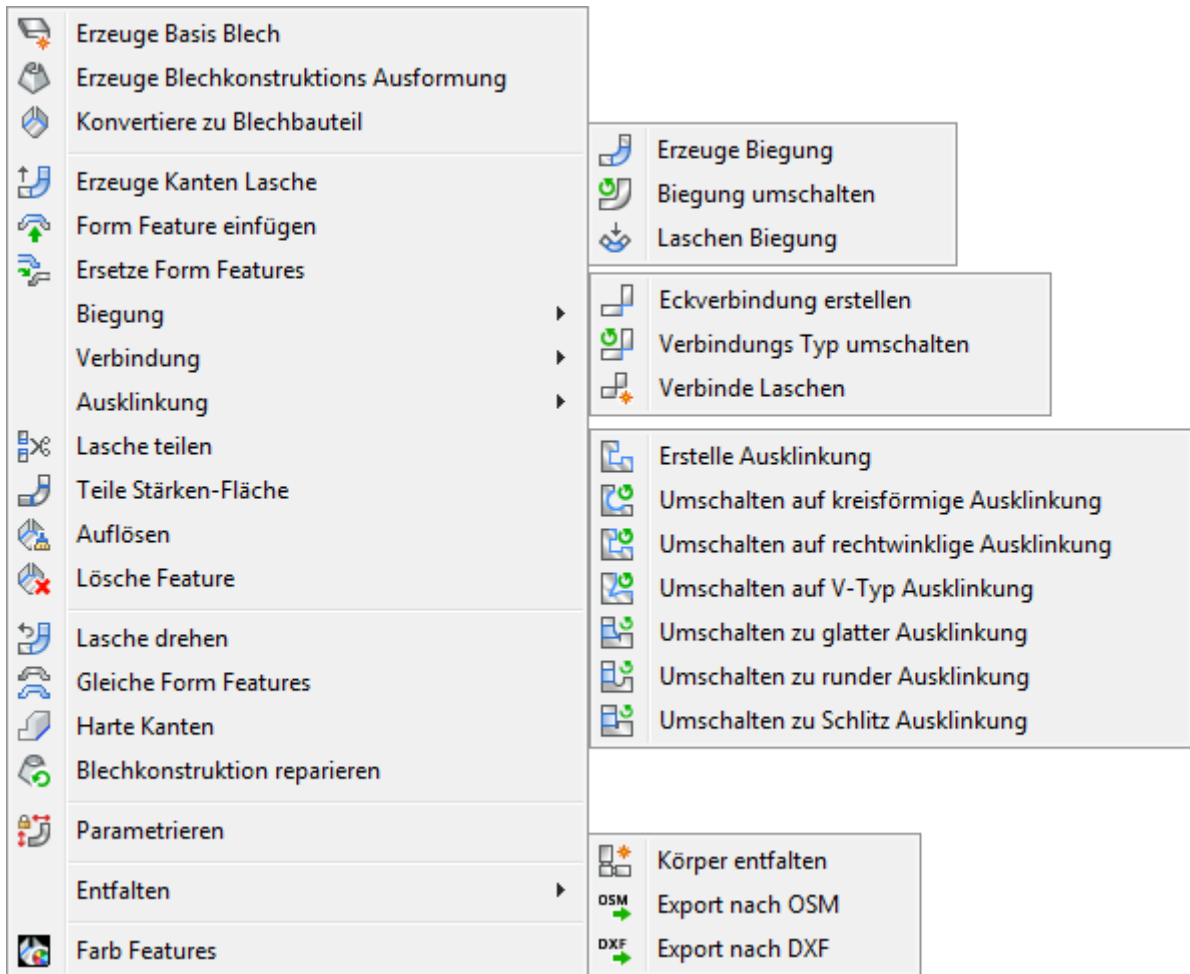 Erzeuge Basis Blech
Erzeuge Blechkonstruktions Ausformung
Konvertiere zu Blechbauteil
Erzeuge Kanten Lasche
Form Feature einfügen
Ersetze Form Features
Biegung
Verbindung
Ausklinkung
Lasche teilen
Teile Stärken-Fläche
Auflösen
Lösche Feature
Lasche drehen
Gleiche Form Features
Harte Kanten
Blechkonstruktion reparieren
Parametrieren
Entfalten
Farb Features
Erzeuge Biegung
Biegung umschalten
Laschen Biegung
Eckverbindung erstellen
Verbindungs Typ umschalten
Verbinde Laschen
Erstelle Ausklinkung
Umschalten auf kreisförmige Ausklinkung
Umschalten auf rechtwinklige Ausklinkung
Umschalten auf V-Typ Ausklinkung
Umschalten zu glatter Ausklinkung
Umschalten zu runder Ausklinkung
Umschalten zu Schlitz Ausklinkung
Körper entfalten
OSM Export nach OSM
DXF Export nach DXF